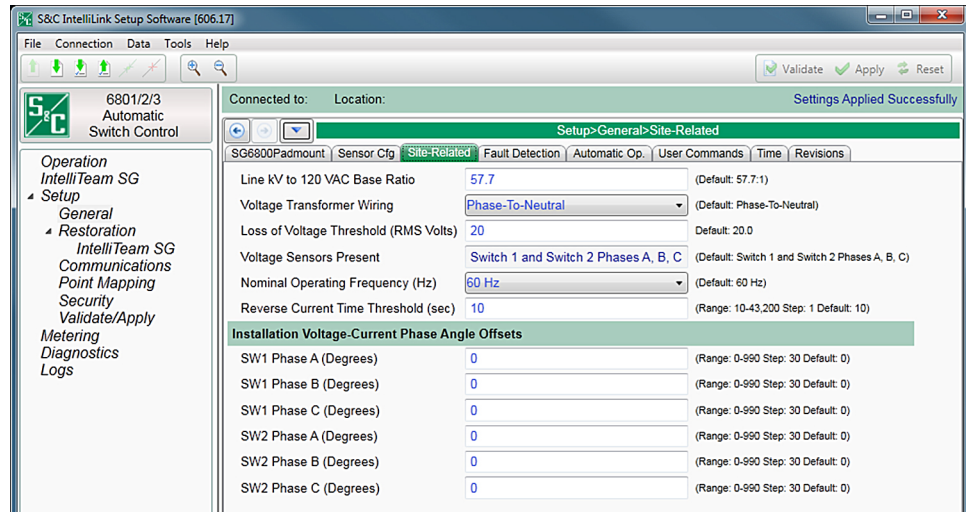 S&C IntelliLink Setup Software [606.17]
File Connection Data Tools Help
Validate Apply Reset
S&C
6801/2/3
Automatic
Switch Control
Connected to: Location: Settings Applied Successfully
Setup>General>Site-Related
SG6800Padmount Sensor Cfg Site-Related Fault Detection Automatic Op. User Commands Time Revisions
Operation
IntelliTeam SG
Setup
General
Restoration
IntelliTeam SG
Communications
Point Mapping
Security
Validate/Apply
Metering
Diagnostics
Logs
Line kV to 120 VAC Base Ratio 57.7 (Default: 57.7:1)
Voltage Transformer Wiring Phase-To-Neutral (Default: Phase-To-Neutral)
Loss of Voltage Threshold (RMS Volts) 20 Default: 20.0
Voltage Sensors Present Switch 1 and Switch 2 Phases A, B, C (Default: Switch 1 and Switch 2 Phases A, B, C)
Nominal Operating Frequency (Hz) 60 Hz (Default: 60 Hz)
Reverse Current Time Threshold (sec) 10 (Range: 10-43,200 Step: 1 Default: 10)
Installation Voltage-Current Phase Angle Offsets
SW1 Phase A (Degrees) 0 (Range: 0-990 Step: 30 Default: 0)
SW1 Phase B (Degrees) 0 (Range: 0-990 Step: 30 Default: 0)
SW1 Phase C (Degrees) 0 (Range: 0-990 Step: 30 Default: 0)
SW2 Phase A (Degrees) 0 (Range: 0-990 Step: 30 Default: 0)
SW2 Phase B (Degrees) 0 (Range: 0-990 Step: 30 Default: 0)
SW2 Phase C (Degrees) 0 (Range: 0-990 Step: 30 Default: 0)